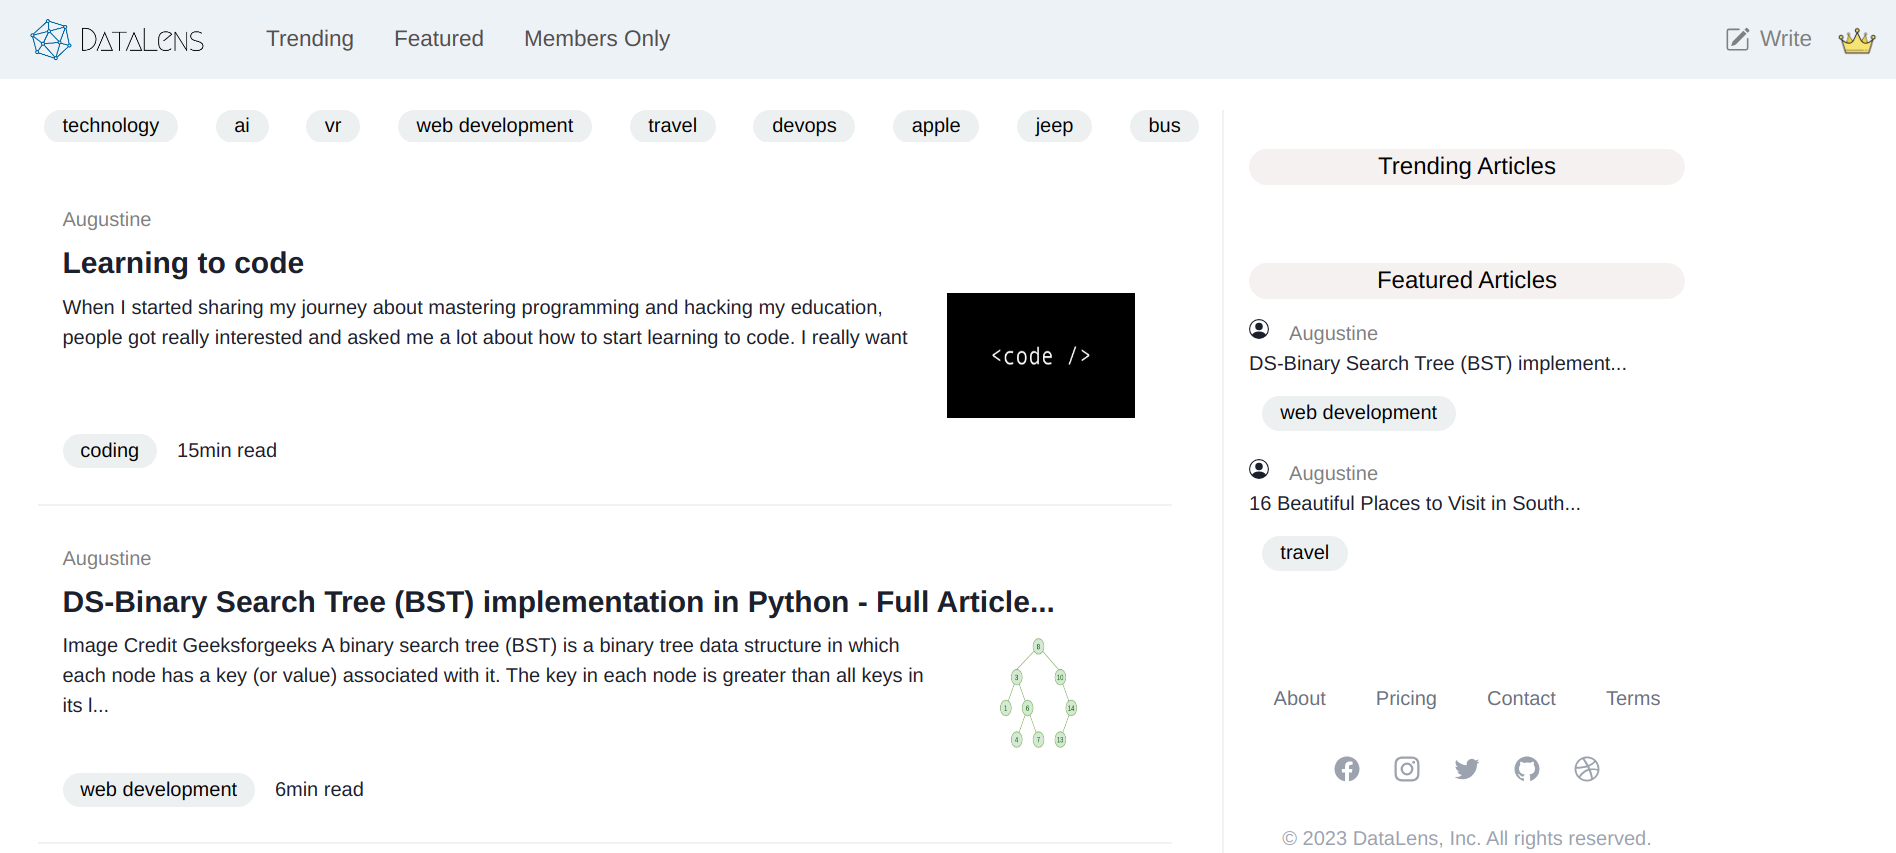 DATALENS
Trending Featured Members Only
Write
technology ai vr web development travel devops apple jeep bus
Augustine
Learning to code
When I started sharing my journey about mastering programming and hacking my education,
people got really interested and asked me a lot about how to start learning to code. I really want
<code />
coding 15min read
Augustine
DS-Binary Search Tree (BST) implementation in Python - Full Article...
Image Credit Geeksforgeeks A binary search tree (BST) is a binary tree data structure in which
each node has a key (or value) associated with it. The key in each node is greater than all keys in
its l...
8
3 10
1 6 14
4 7 13
web development 6min read
Trending Articles
Featured Articles
Augustine
DS-Binary Search Tree (BST) implement...
web development
Augustine
16 Beautiful Places to Visit in South...
travel
About Pricing Contact Terms
© 2023 DataLens, Inc. All rights reserved.